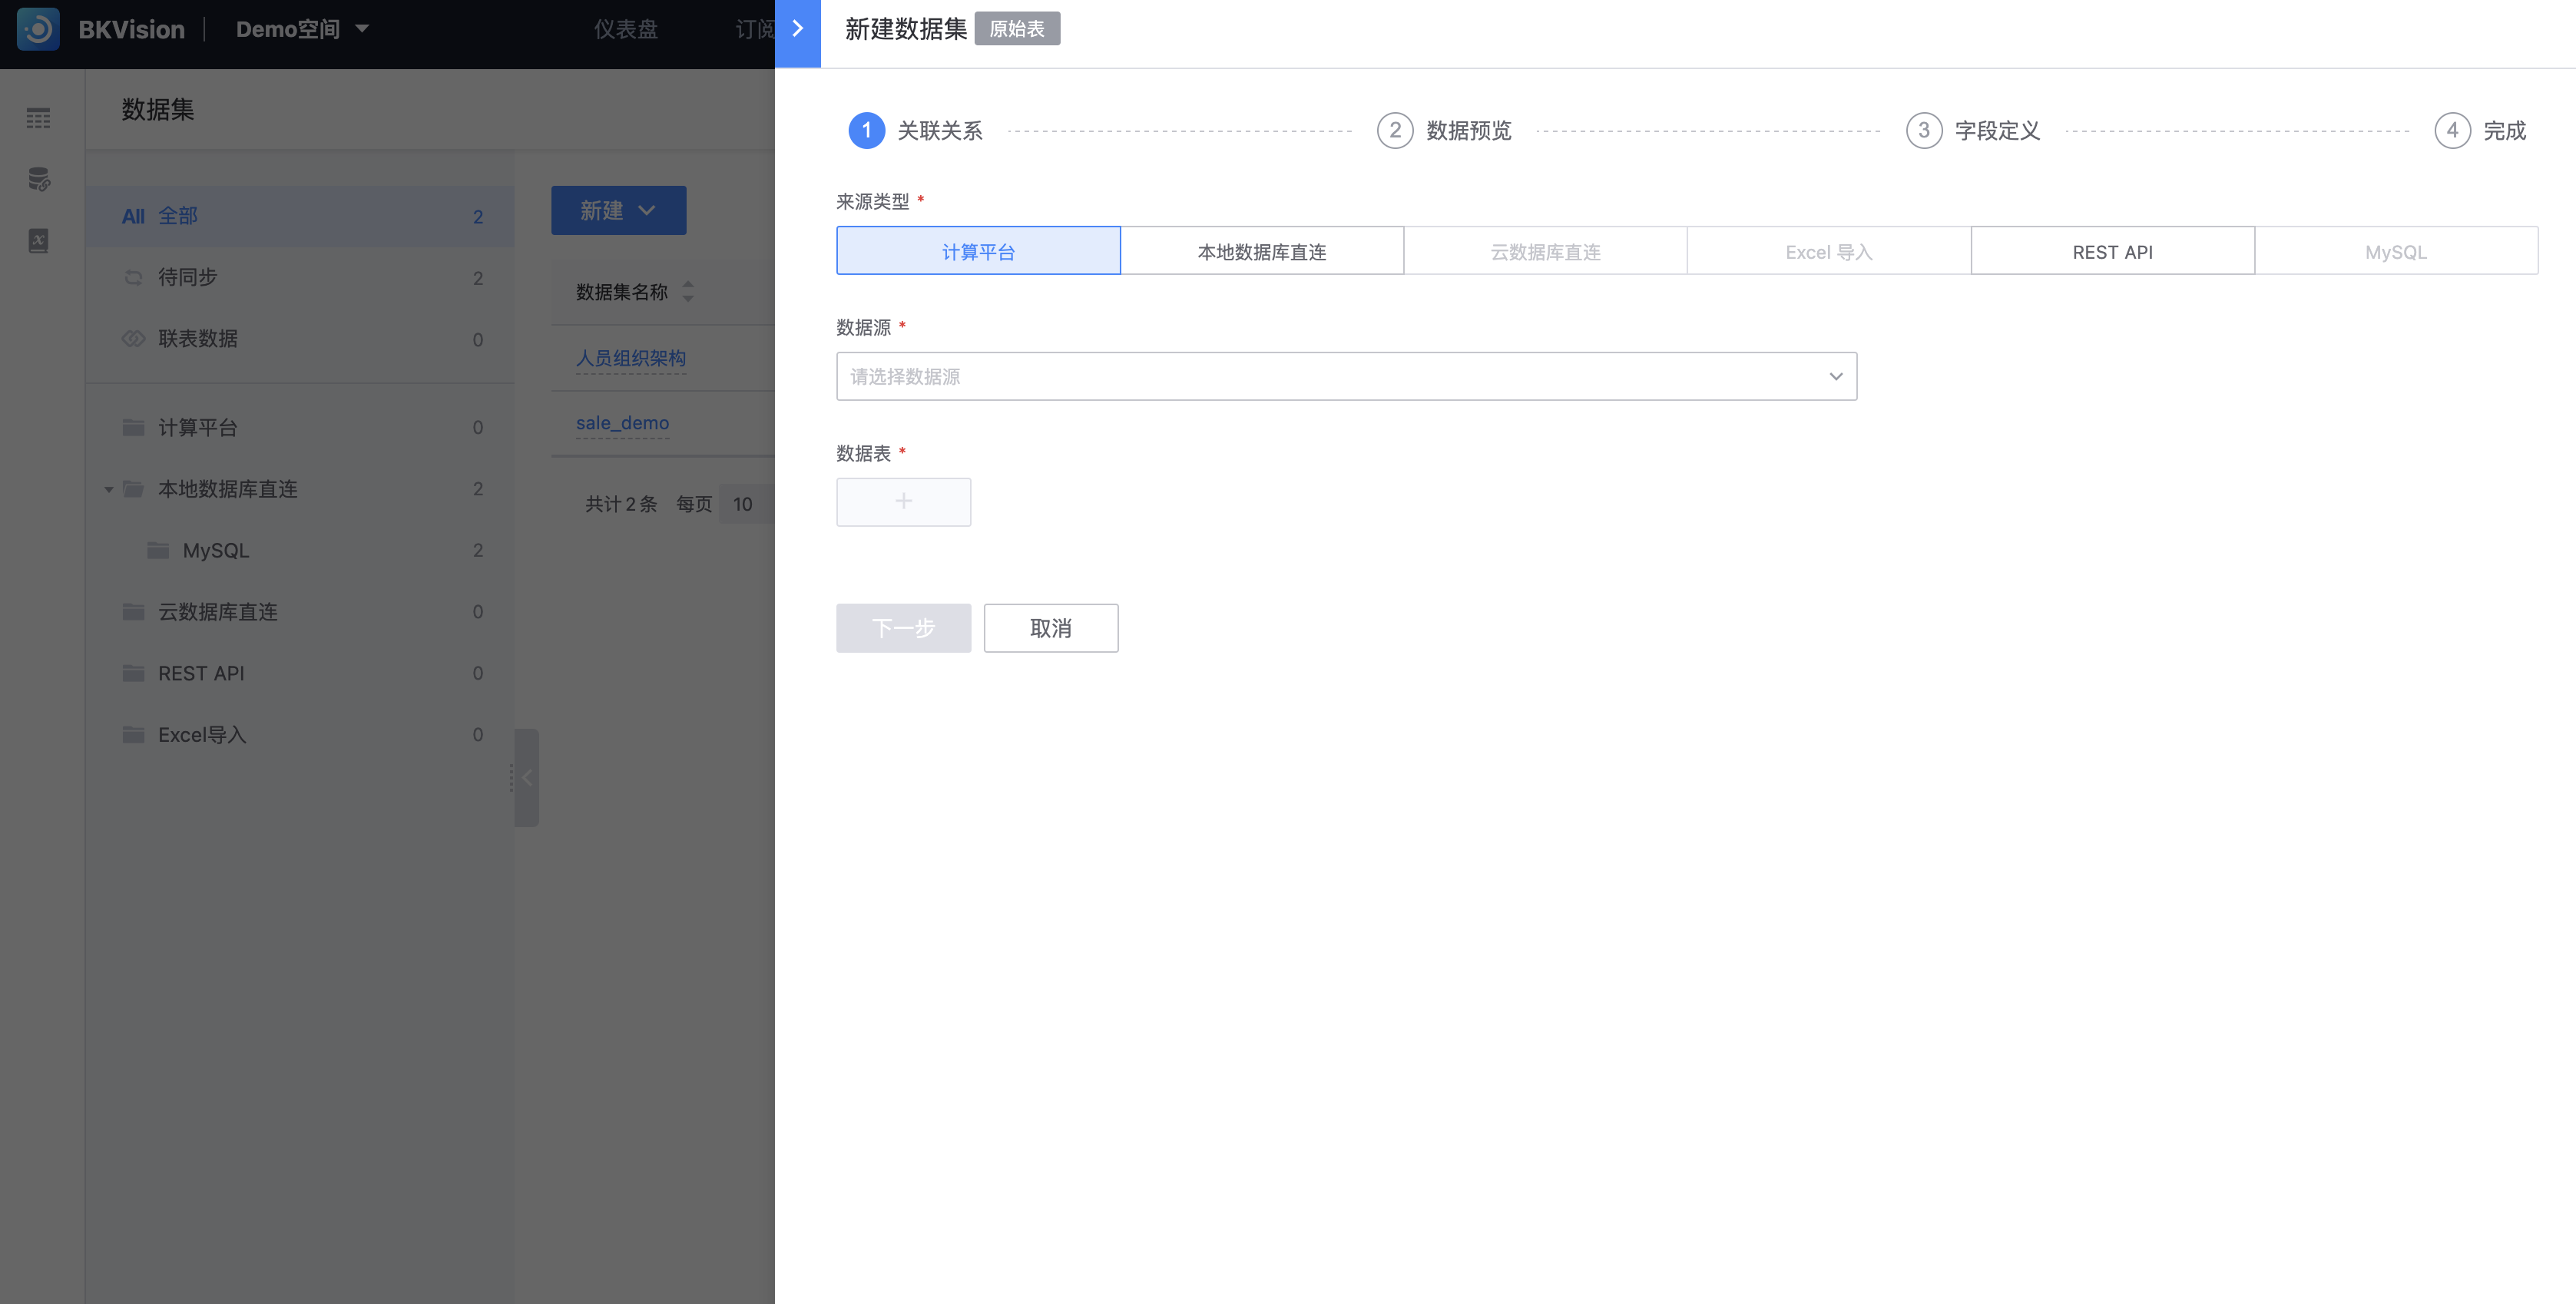 BKVision
Demo空间
仪表盘
订阅
新建数据集
原始表
数据集
1 关联关系
2 数据预览
3 字段定义
4 完成
All 全部 2
待同步 2
联表数据 0
计算平台 0
本地数据库直连 2
MySQL 2
云数据库直连 0
REST API 0
Excel导入 0
新建
数据集名称
人员组织架构
sale_demo
共计 2 条 每页 10
来源类型 *
计算平台 本地数据库直连 云数据库直连 Excel 导入 REST API MySQL
数据源 *
请选择数据源
数据表 *
+
下一步 取消